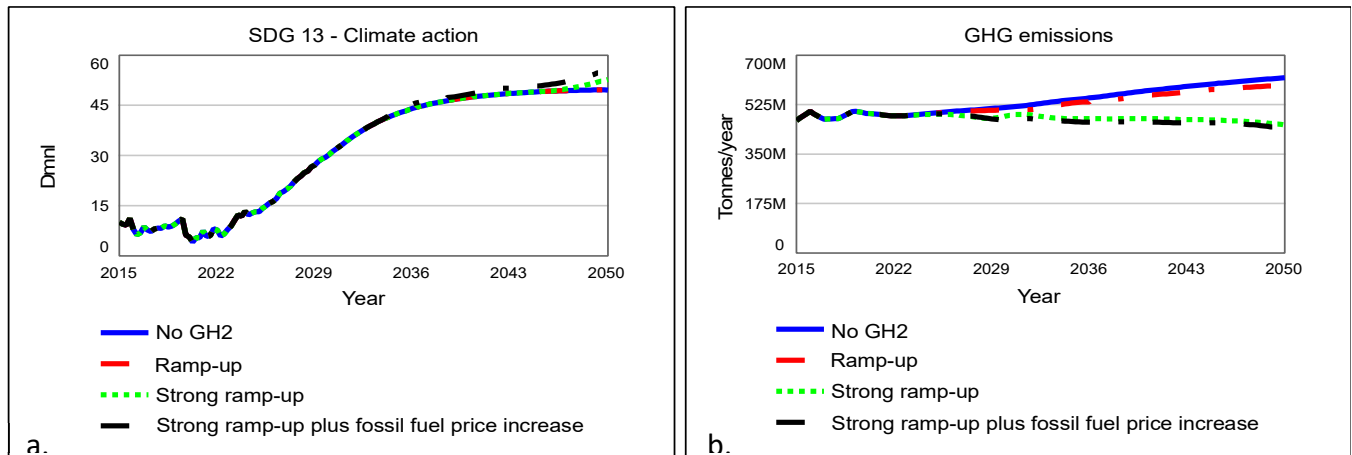 SDG 13 - Climate action
60
45
30
15
0
Dmnl
2015 2022 2029 2036 2043 2050
Year
No GH2
Ramp-up
Strong ramp-up
Strong ramp-up plus fossil fuel price increase
a.
GHG emissions
700M
525M
350M
175M
0
Tonnes/year
2015 2022 2029 2036 2043 2050
Year
No GH2
Ramp-up
Strong ramp-up
Strong ramp-up plus fossil fuel price increase
b.